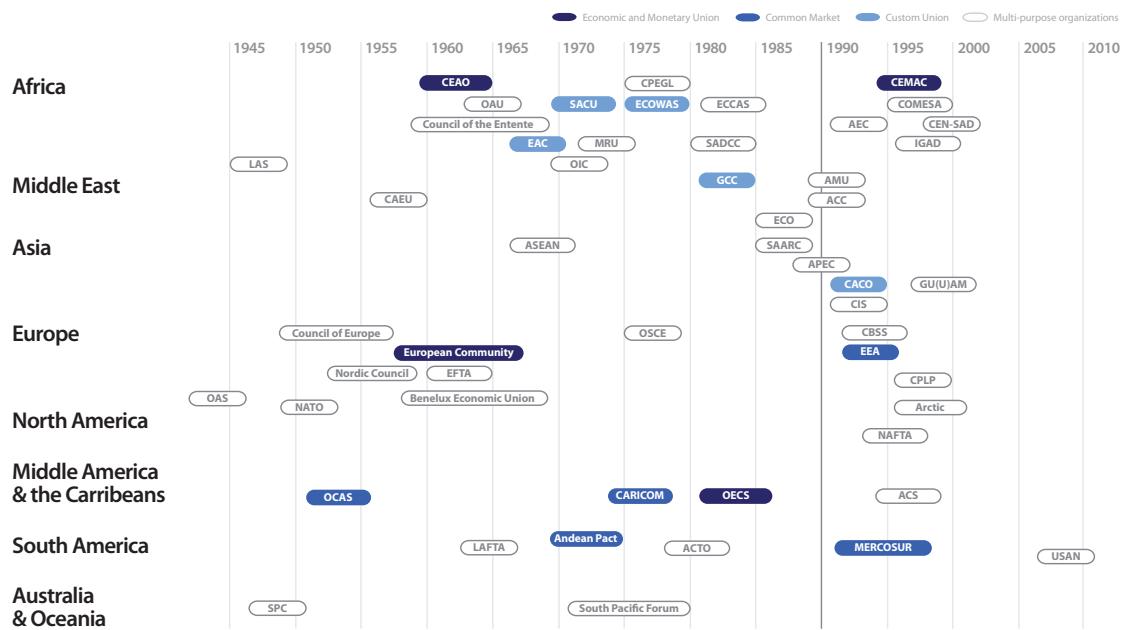 Economic and Monetary Union Common Market Custom Union Multi-purpose organizations
1945 1950 1955 1960 1965 1970 1975 1980 1985 1990 1995 2000 2005 2010
Africa
CEAO CPEGL CEMAC
OAU SACU ECOWAS ECCAS COMESA
Council of the Entente AEC CEN-SAD
EAC MRU SADCC IGAD
LAS OIC
Middle East
GCC AMU
CAEU ACC
ECO
Asia
ASEAN SAARC
APEC
CACO GU(U)AM
CIS
Europe
Council of Europe OSCE CBSS
European Community EEA
Nordic Council EFTA CPLP
OAS Benelux Economic Union
NATO Arctic
North America
NAFTA
Middle America
& the Carribeans
OCAS CARICOM OECS ACS
South America
Andean Pact
LAFTA ACTO MERCOSUR
USAN
Australia
& Oceania
SPC South Pacific Forum